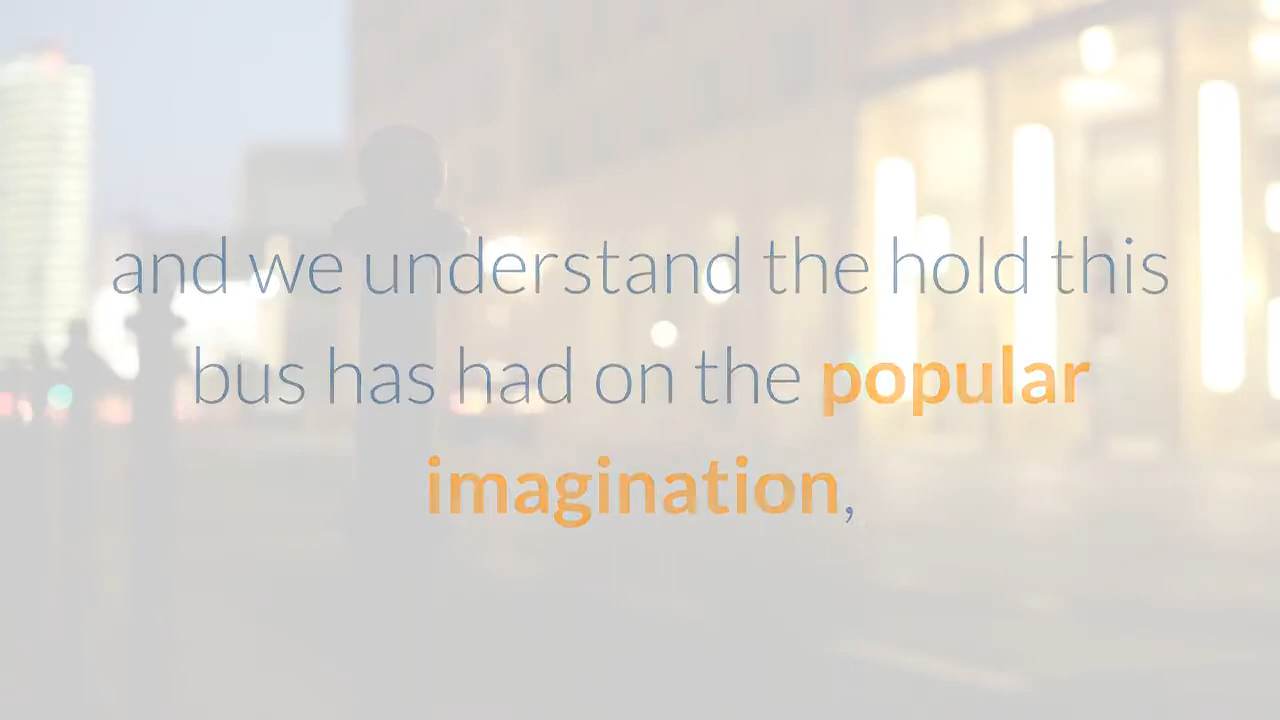 and we understand the hold this
bus has had on the popular
imagination,